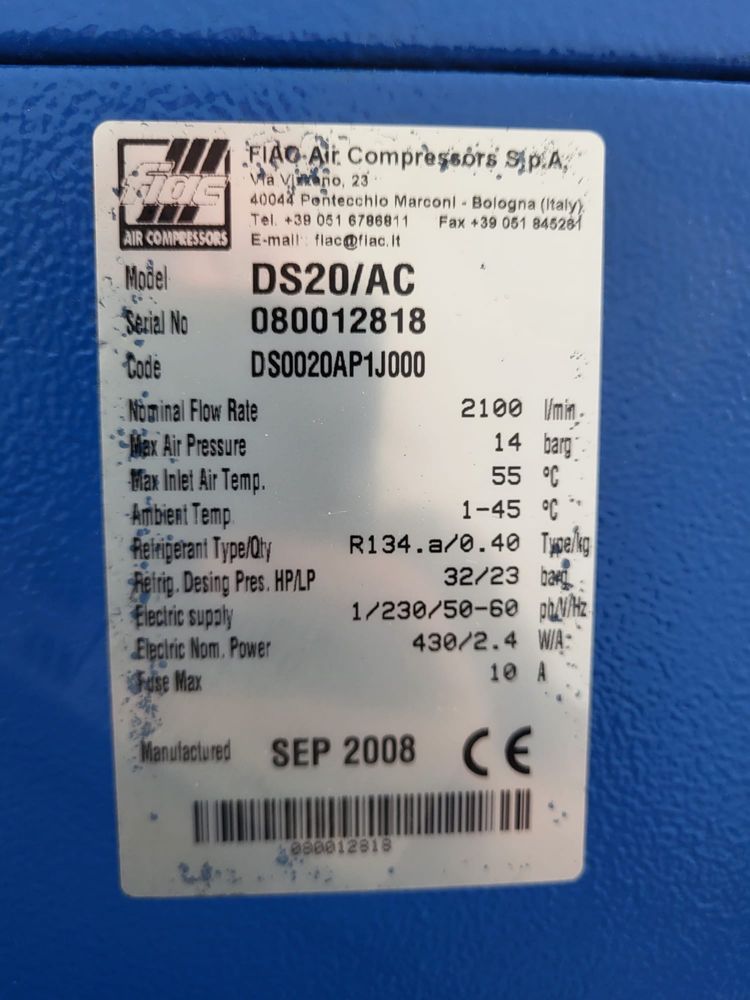 fiac
AIR COMPRESSORS
FIAC Air Compressors S.p.A.
Via Vizzano, 23
40044 Pontecchio Marconi - Bologna (Italy)
Tel. +39 051 6786811 Fax +39 051 845261
E-mail: fiac@fiac.it
Model DS20/AC
Serial No 080012818
Code DS0020AP1J000
Nominal Flow Rate 2100 l/min.
Max Air Pressure 14 barg
Max Inlet Air Temp. 55 °C
Ambient Temp 1-45 °C
Refrigerant Type/Qty R134.a/0.40 Type/kg
Refrig. Desing Pres. HP/LP 32/23 barg
Electric supply 1/230/50-60 ph/V/Hz
Electric Nom. Power 430/2.4 W/A
Fuse Max 10 A
Manufactured SEP 2008 CE
080012818